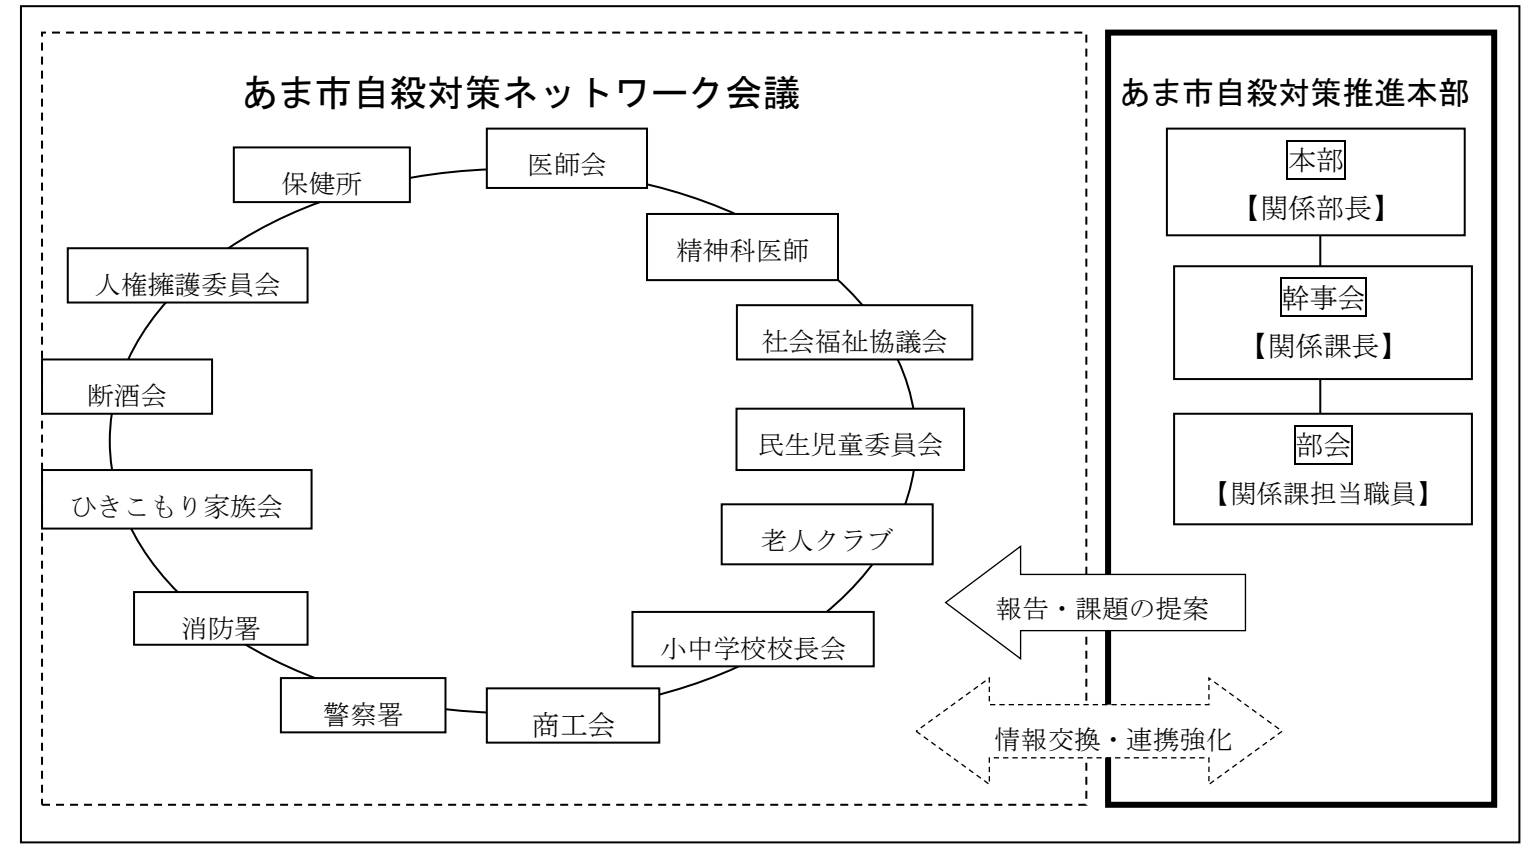 あま市自殺対策ネットワーク会議
医師会
保健所
精神科医師
人権擁護委員会
社会福祉協議会
断酒会
民生児童委員会
ひきこもり家族会
老人クラブ
消防署
小中学校校長会
警察署
商工会
あま市自殺対策推進本部
本部
【関係部長】
幹事会
【関係課長】
部会
【関係課担当職員】
報告・課題の提案
情報交換・連携強化